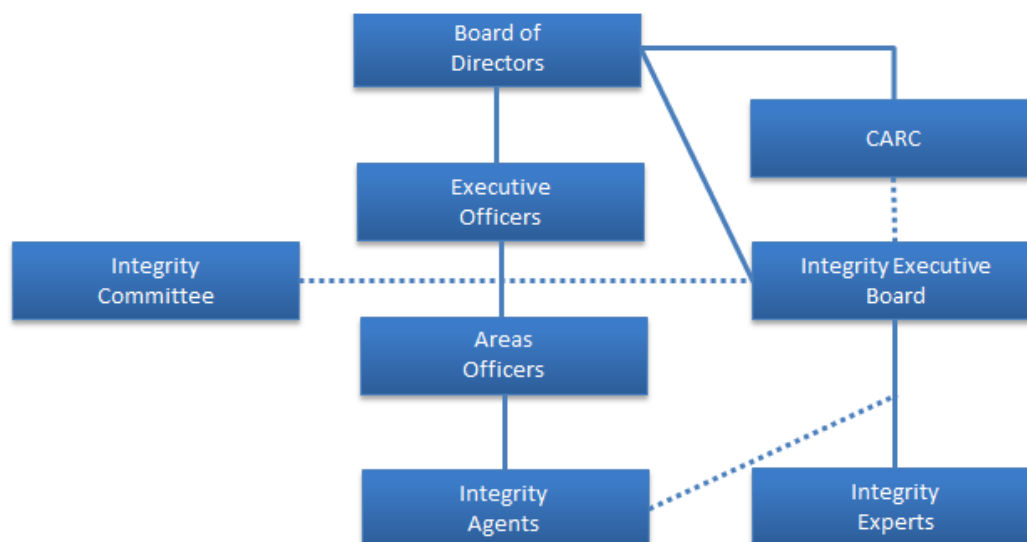 Board of
Directors
CARC
Executive
Officers
Integrity
Committee
Integrity Executive
Board
Areas
Officers
Integrity
Agents
Integrity
Experts